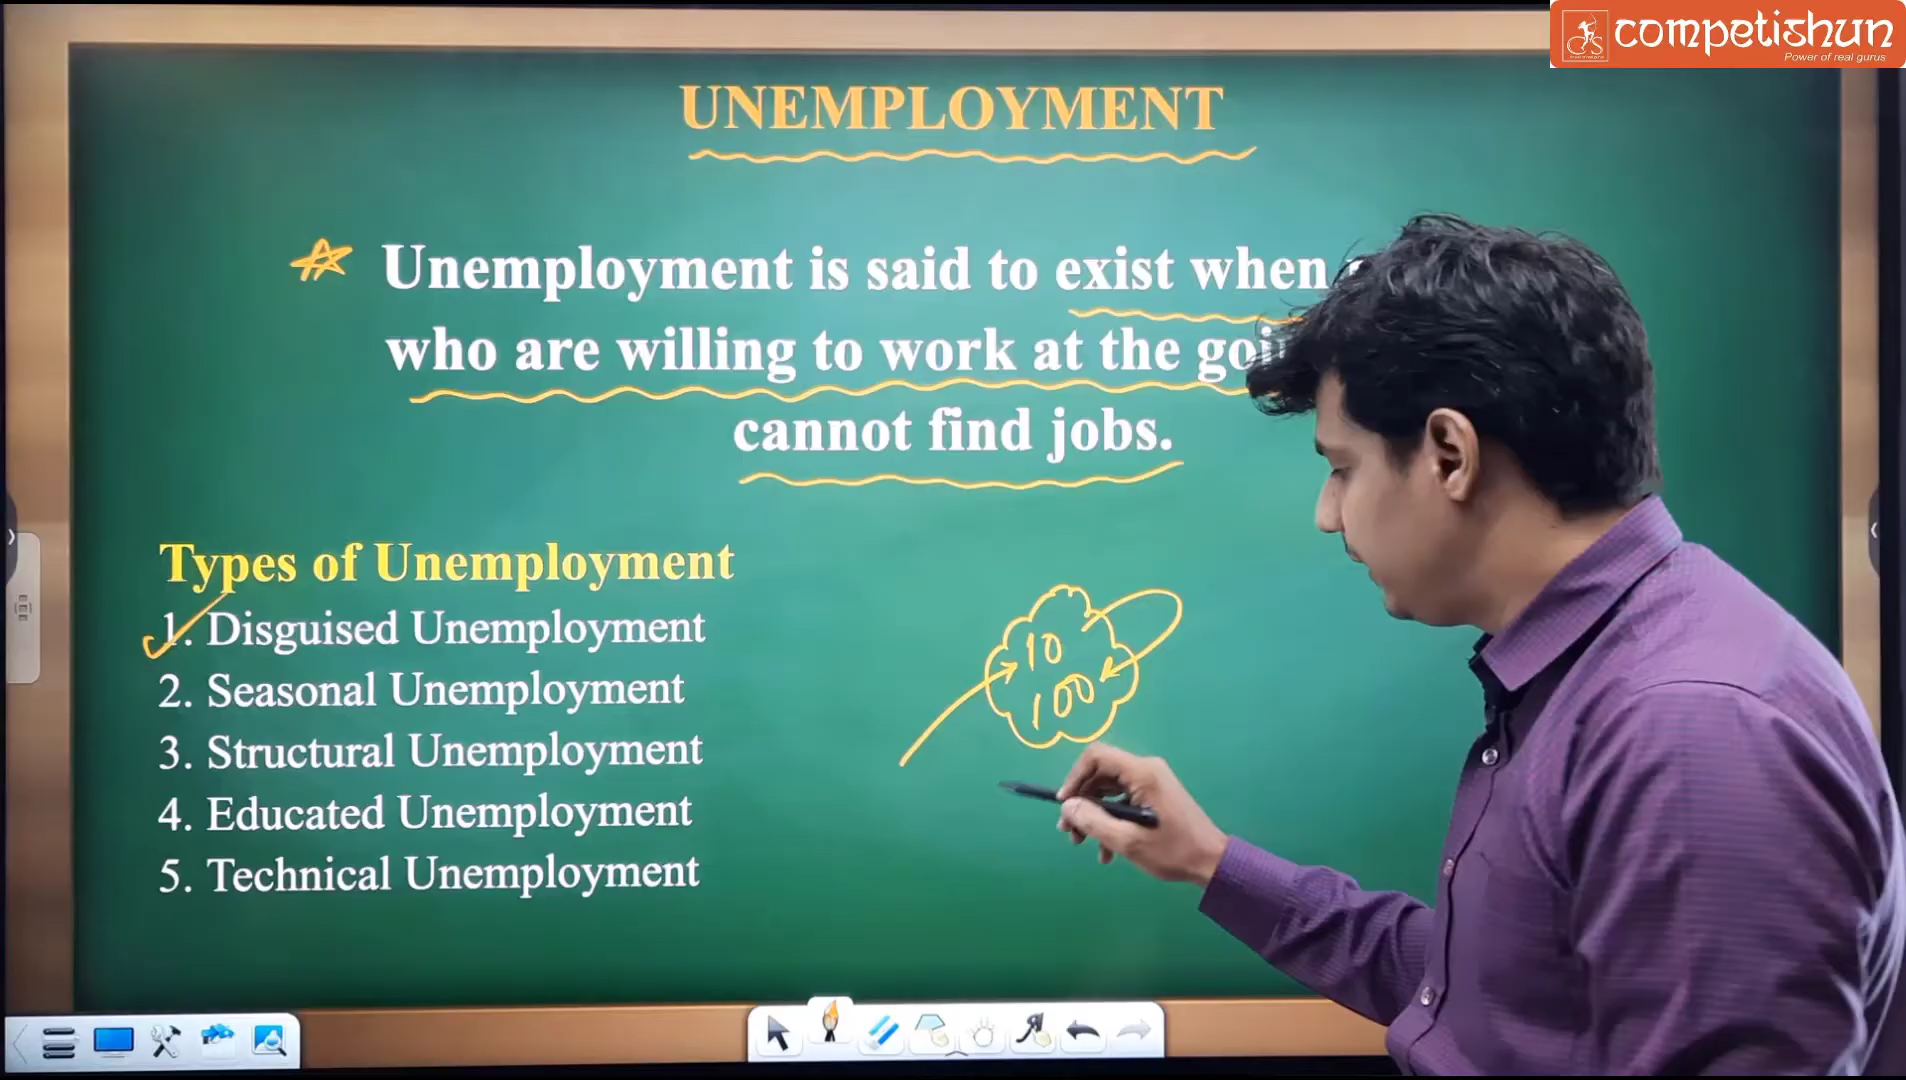 competishun
Power of real gurus
UNEMPLOYMENT
Unemployment is said to exist when
who are willing to work at the
cannot find jobs.
Types of Unemployment
1. Disguised Unemployment
2. Seasonal Unemployment
3. Structural Unemployment
4. Educated Unemployment
5. Technical Unemployment
10
100